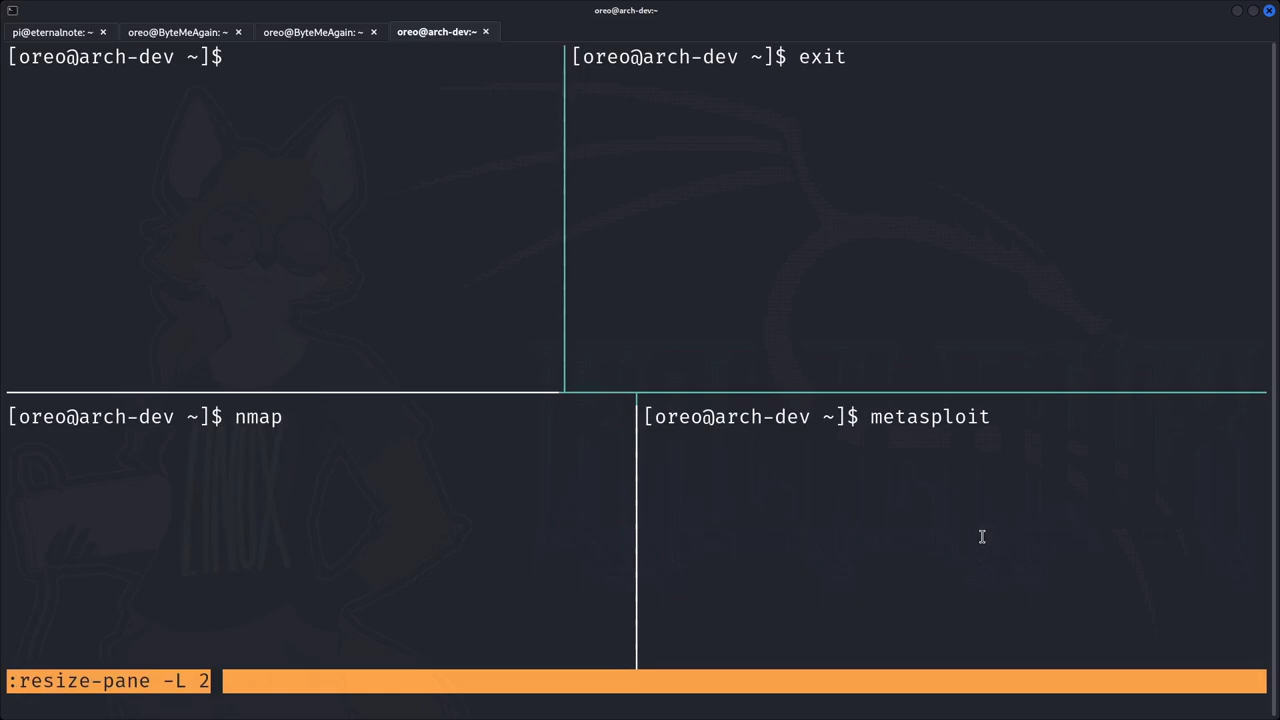 oreo@arch-dev:~
pi@eternalnote: ~ × oreo@ByteMeAgain: ~ × oreo@ByteMeAgain: ~ × oreo@arch-dev:~ ×
[oreo@arch-dev ~]$
[oreo@arch-dev ~]$ exit
[oreo@arch-dev ~]$ nmap
[oreo@arch-dev ~]$ metasploit
:resize-pane -L 2